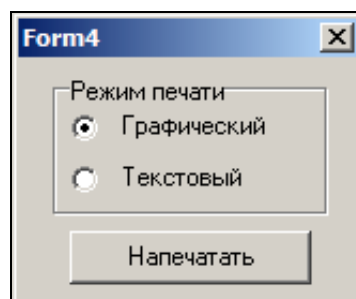 Form4
Режим печати
Графический
Текстовый
Напечатать